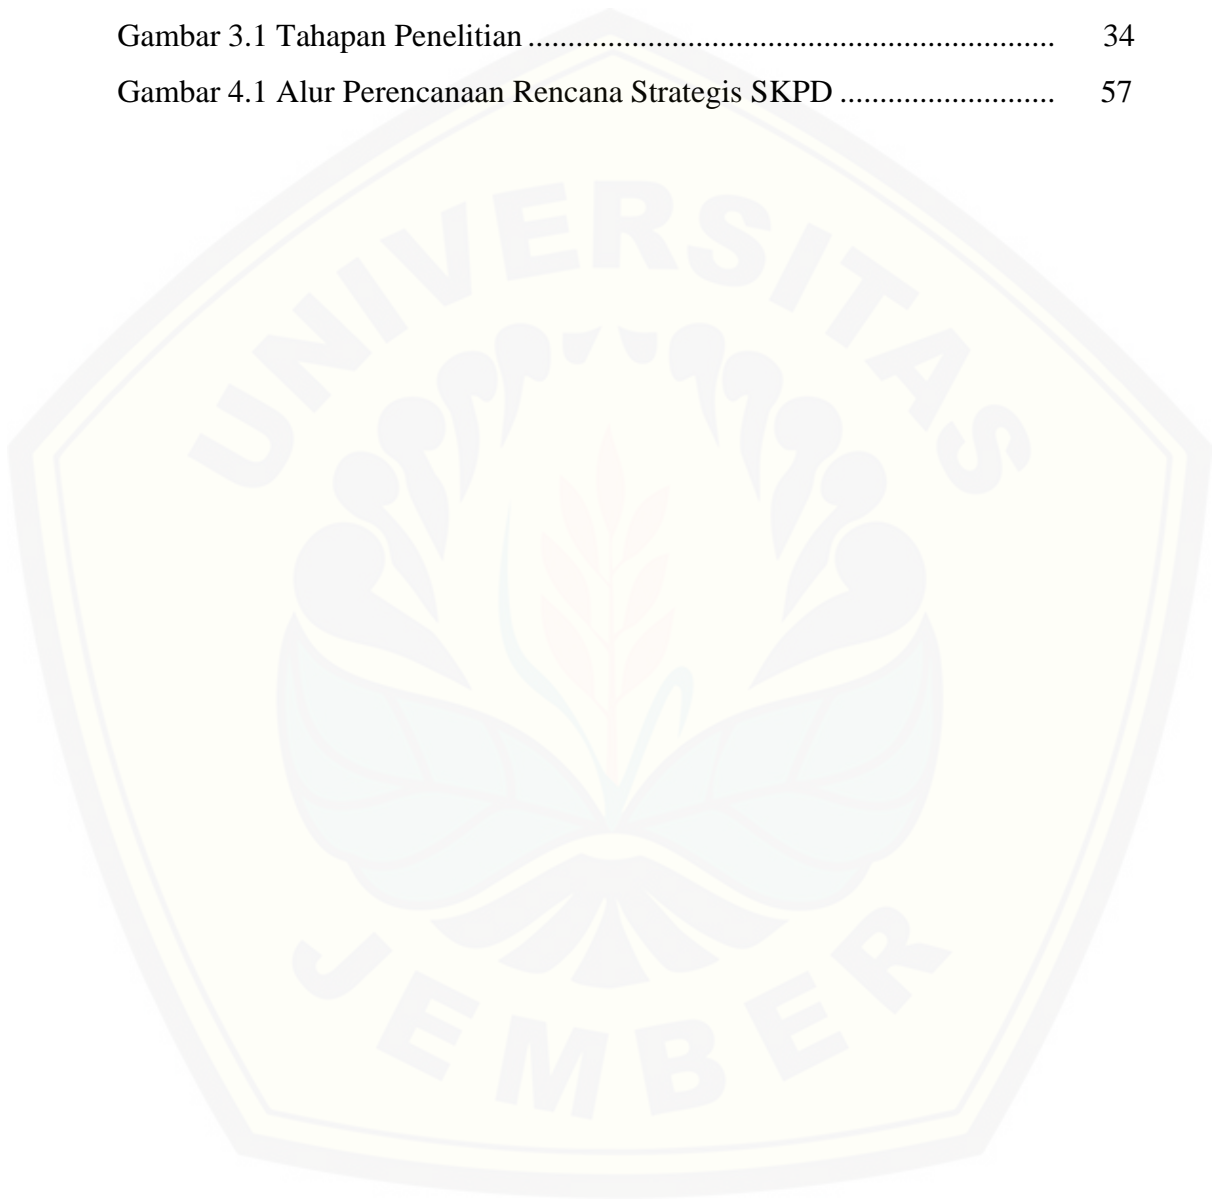 Gambar 3.1 Tahapan Penelitian ................................................................... 34
Gambar 4.1 Alur Perencanaan Rencana Strategis SKPD ........................... 57
UNIVERSITAS
JEMBER